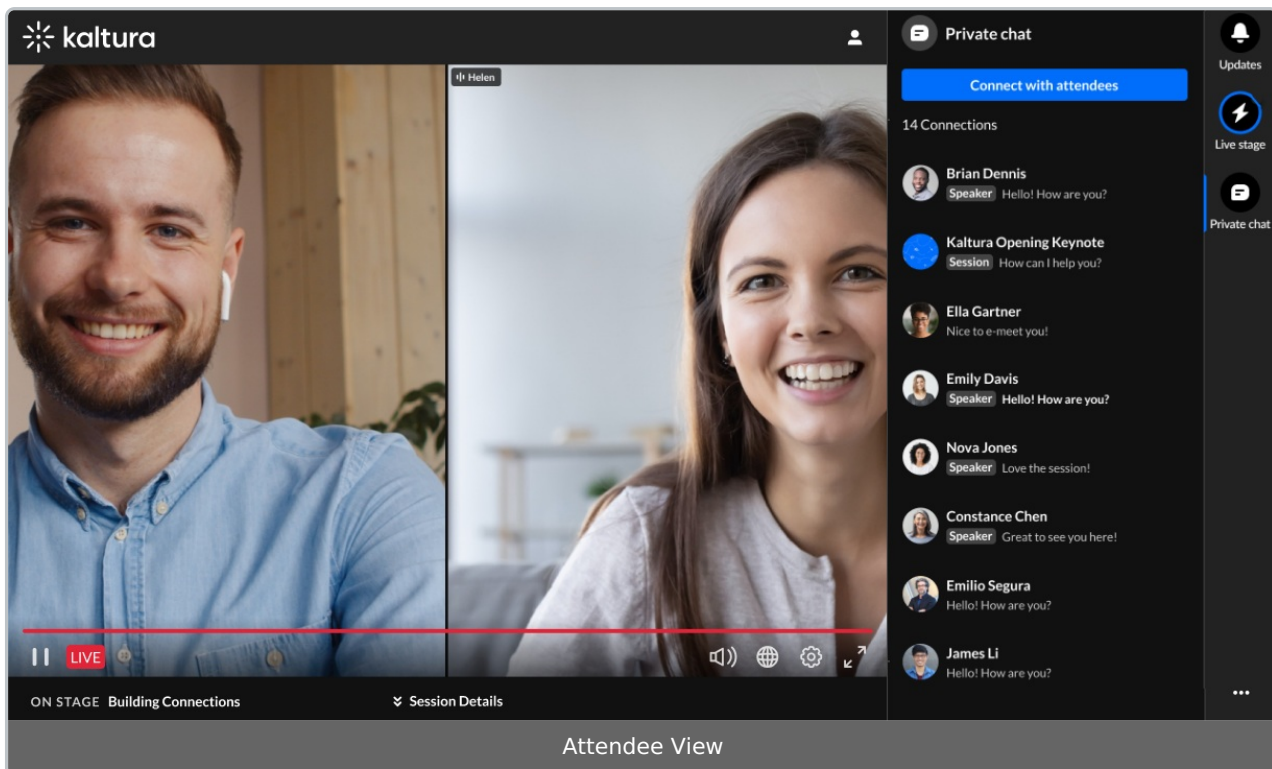 kaltura
Helen
LIVE
ON STAGE Building Connections
Session Details
Private chat
Connect with attendees
14 Connections
Brian Dennis
Speaker Hello! How are you?
Kaltura Opening Keynote
Session How can I help you?
Ella Gartner
Nice to e-meet you!
Emily Davis
Speaker Hello! How are you?
Nova Jones
Speaker Love the session!
Constance Chen
Speaker Great to see you here!
Emilio Segura
Hello! How are you?
James Li
Hello! How are you?
Updates
Live stage
Private chat
Attendee View